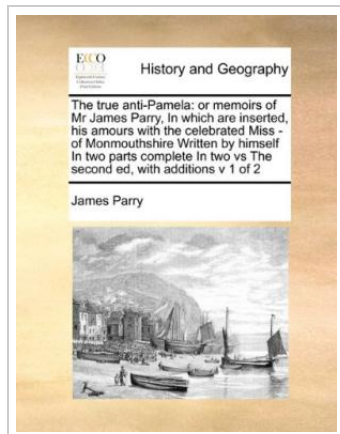 ECCO
History and Geography
The true anti-Pamela: or memoirs of
Mr James Parry, In which are inserted,
his amours with the celebrated Miss -
of Monmouthshire Written by himself
In two parts complete In two vs The
second ed, with additions v 1 of 2
James Parry